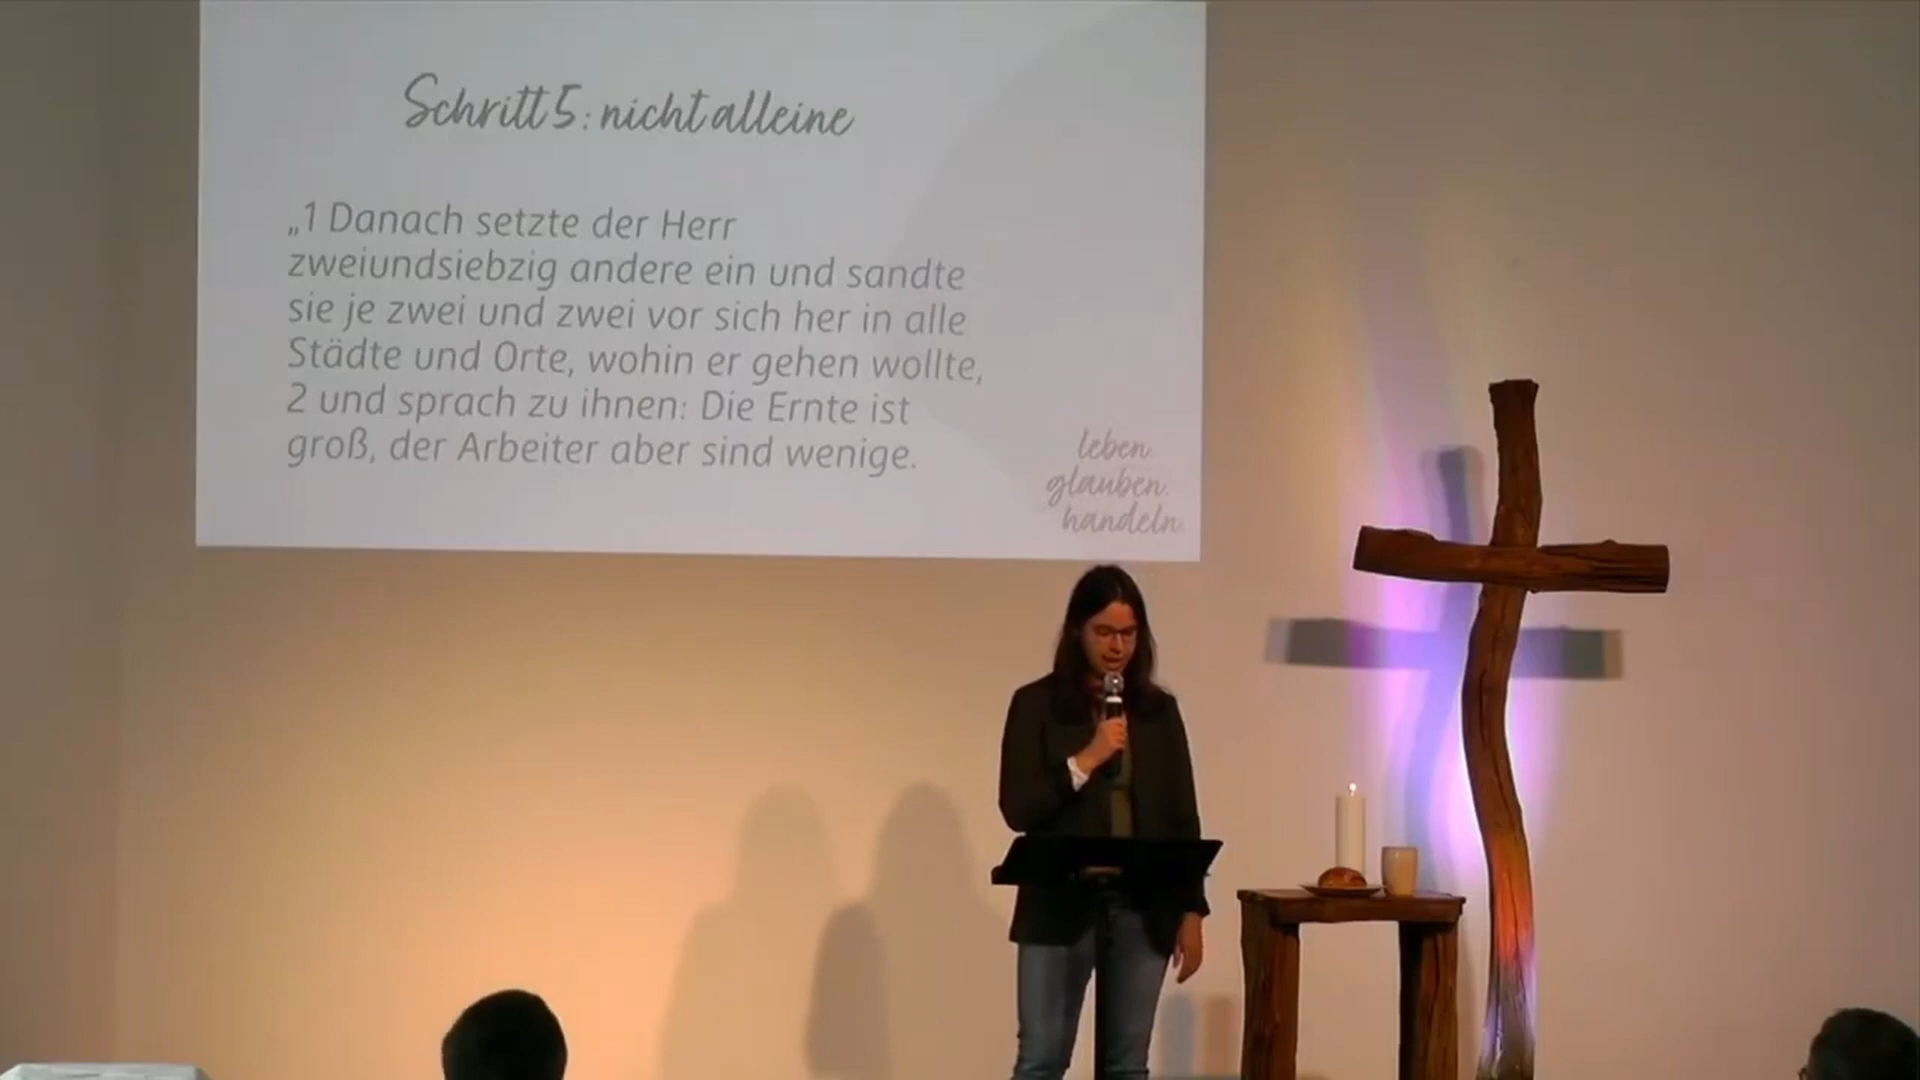 Schritt 5: nicht alleine
„1 Danach setzte der Herr
zweiundsiebzig andere ein und sandte
sie je zwei und zwei vor sich her in alle
Städte und Orte, wohin er gehen wollte,
2 und sprach zu ihnen: Die Ernte ist
groß, der Arbeiter aber sind wenige.
leben.
glauben.
handeln.